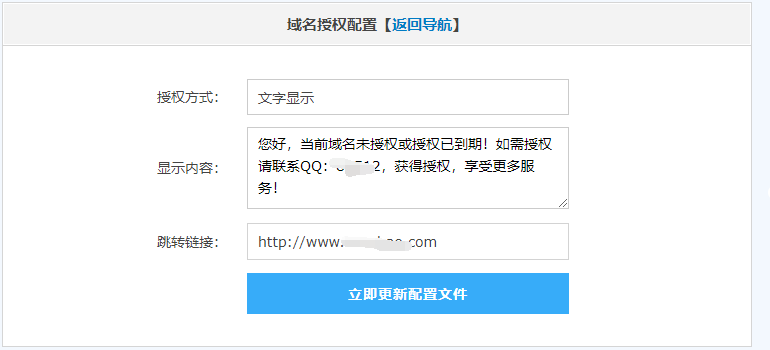 域名授权配置【返回导航】
授权方式：
文字显示
显示内容：
您好，当前域名未授权或授权已到期！如需授权
请联系QQ：12，获得授权，享受更多服
务！
跳转链接：
http://www..com
立即更新配置文件